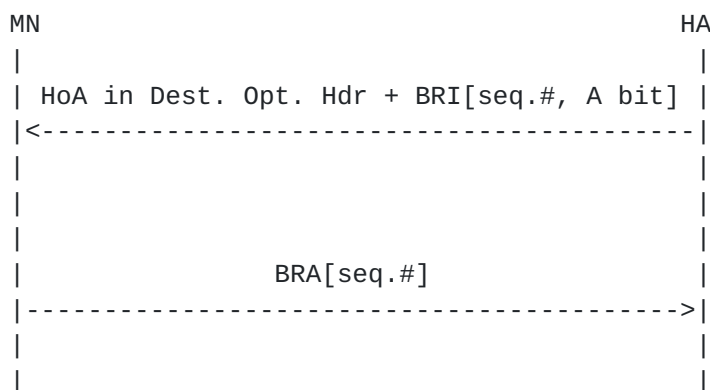 MN HA
HoA in Dest. Opt. Hdr + BRI[seq.#, A bit]
BRA[seq.#]